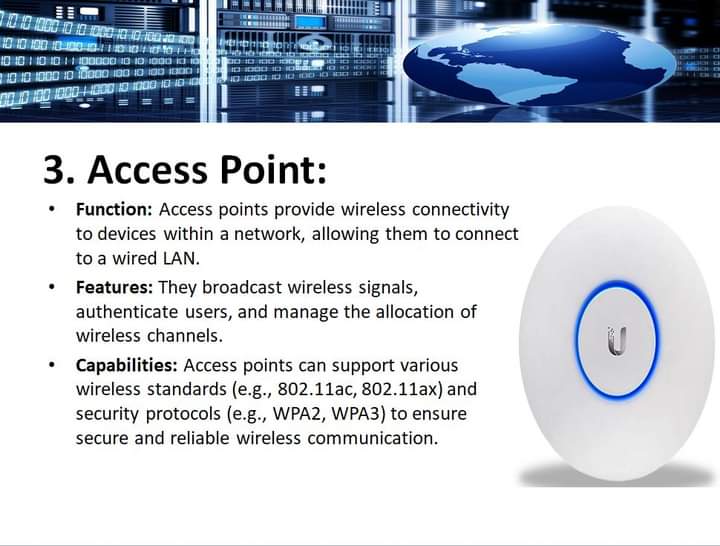 3. Access Point:
• Function: Access points provide wireless connectivity
to devices within a network, allowing them to connect
to a wired LAN.
• Features: They broadcast wireless signals,
authenticate users, and manage the allocation of
wireless channels.
• Capabilities: Access points can support various
wireless standards (e.g., 802.11ac, 802.11ax) and
security protocols (e.g., WPA2, WPA3) to ensure
secure and reliable wireless communication.
U